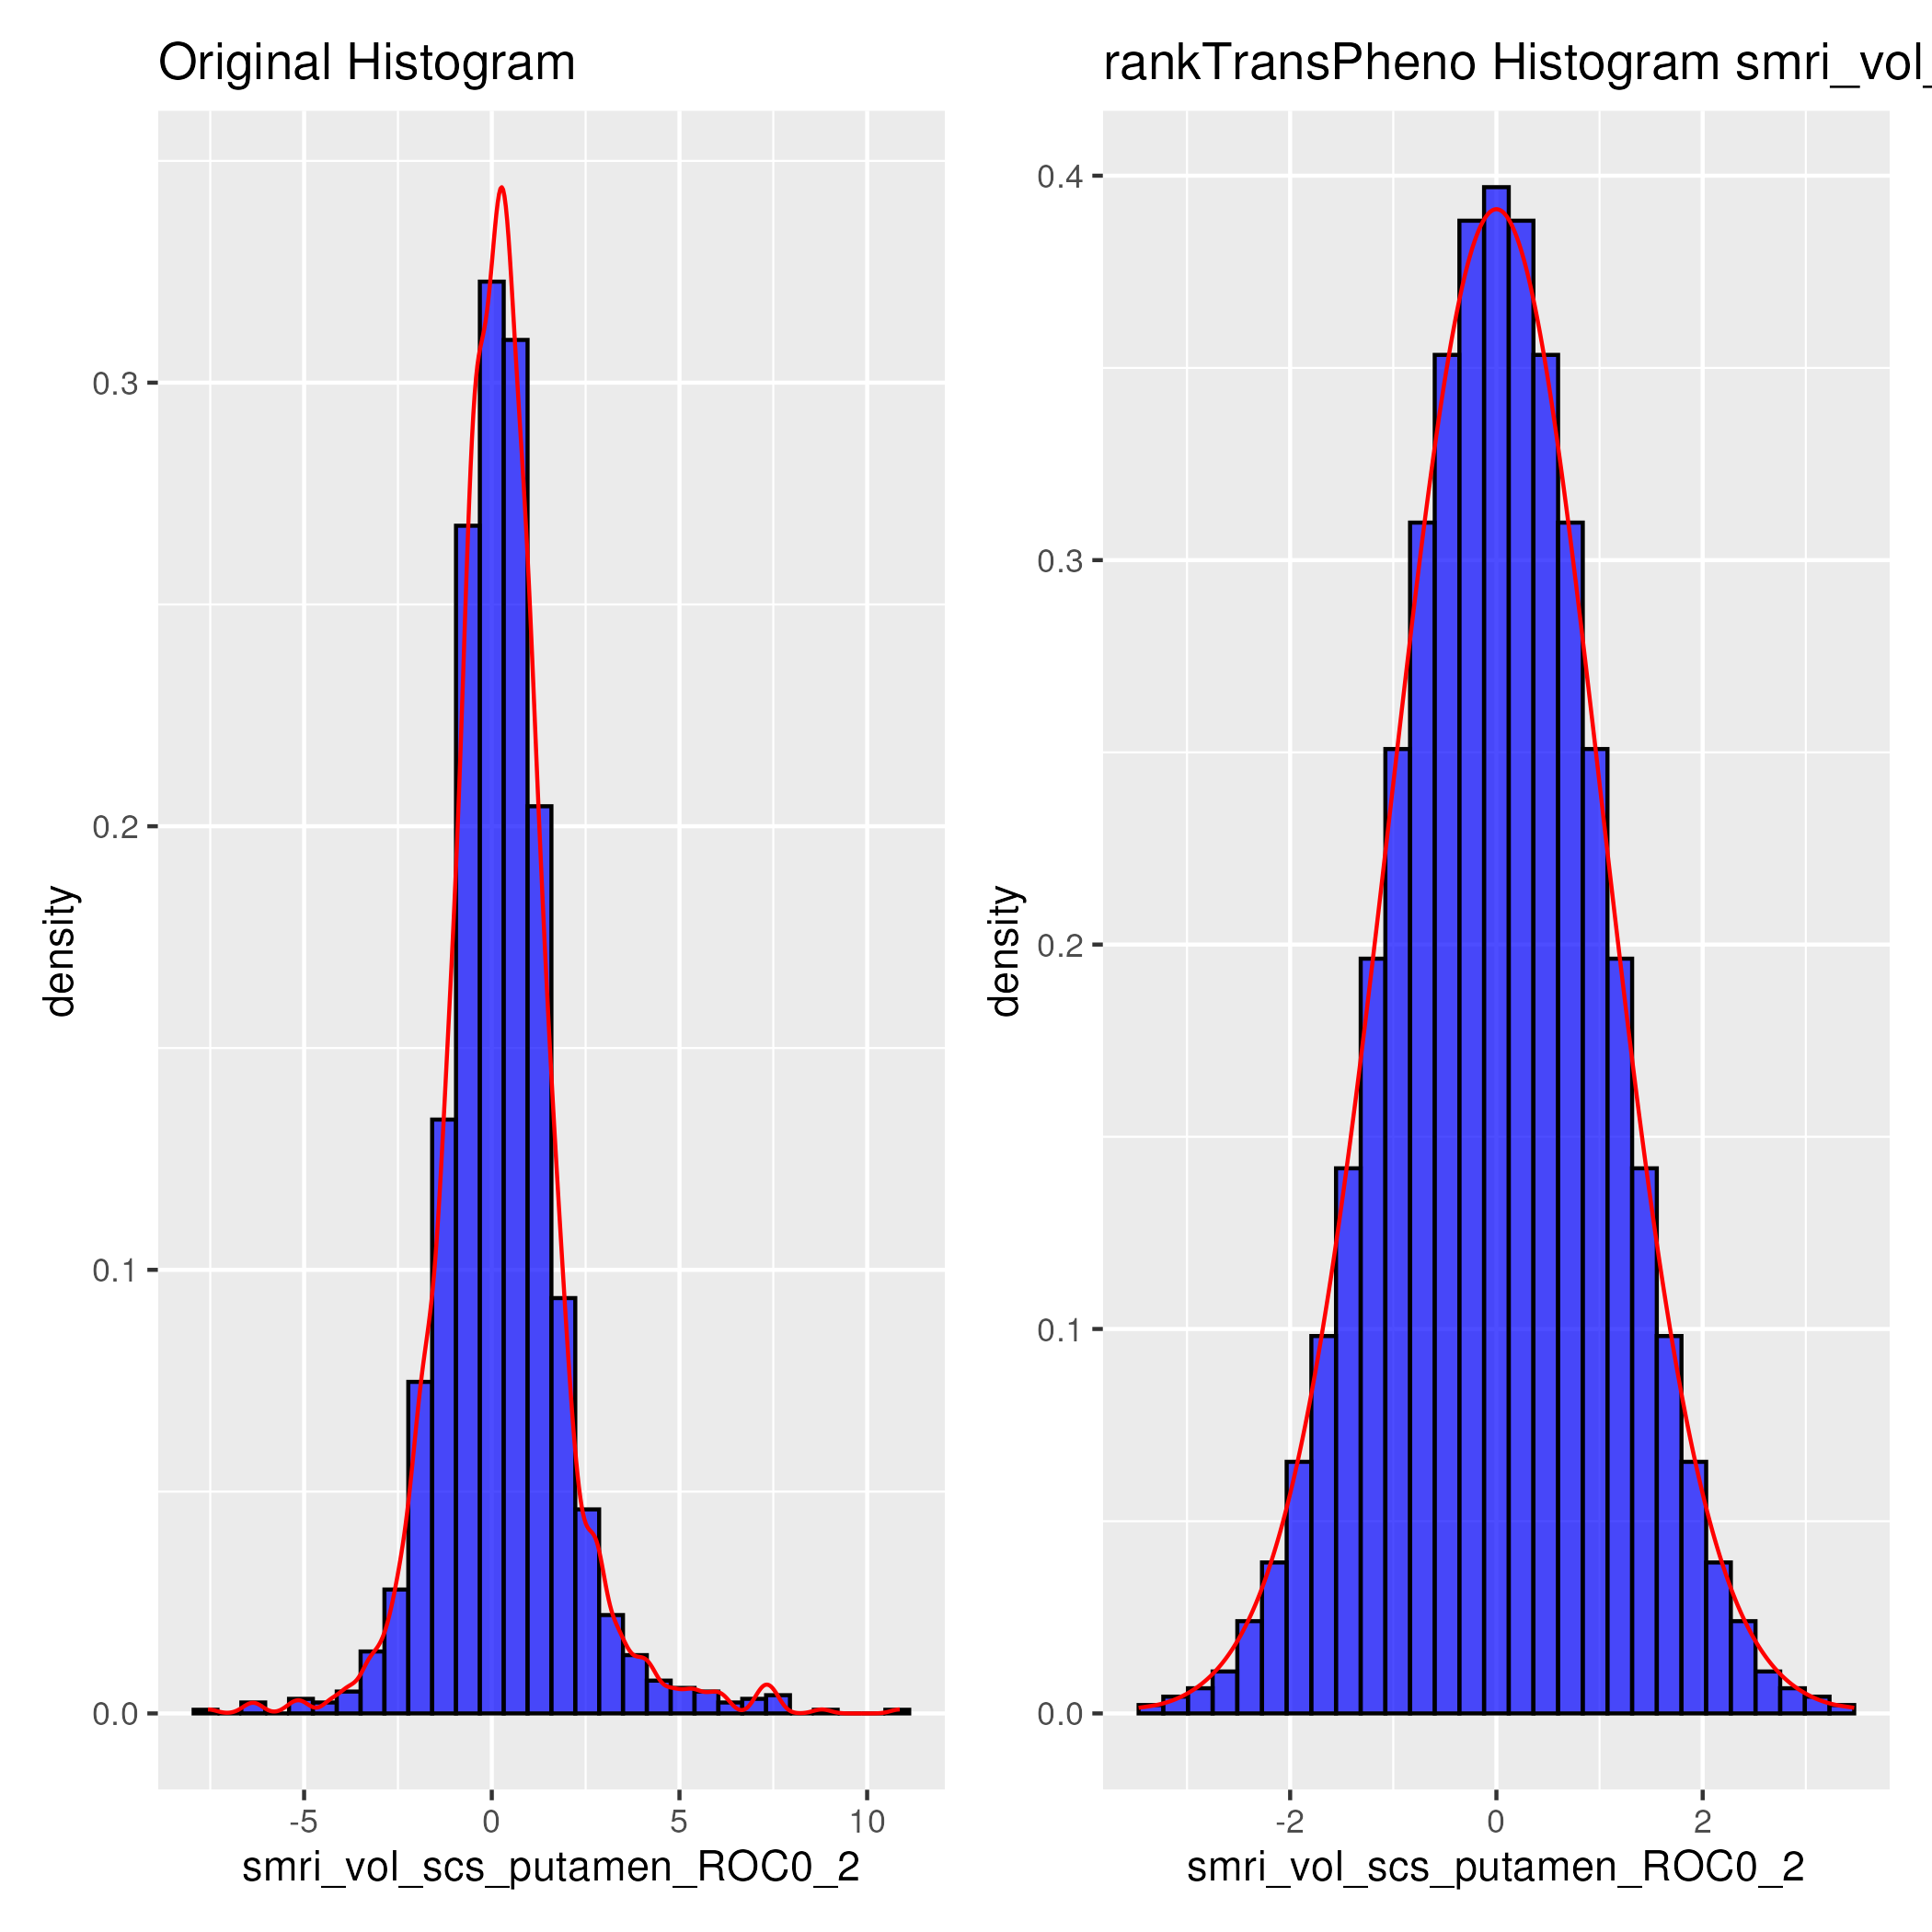 Original Histogram
0.3
0.2
0.1
0.0
density
-5 0 5 10
smri_vol_scs_putamen_ROC0_2
rankTransPheno Histogram smri_vol_
0.4
0.3
0.2
0.1
0.0
density
-2 0 2
smri_vol_scs_putamen_ROC0_2